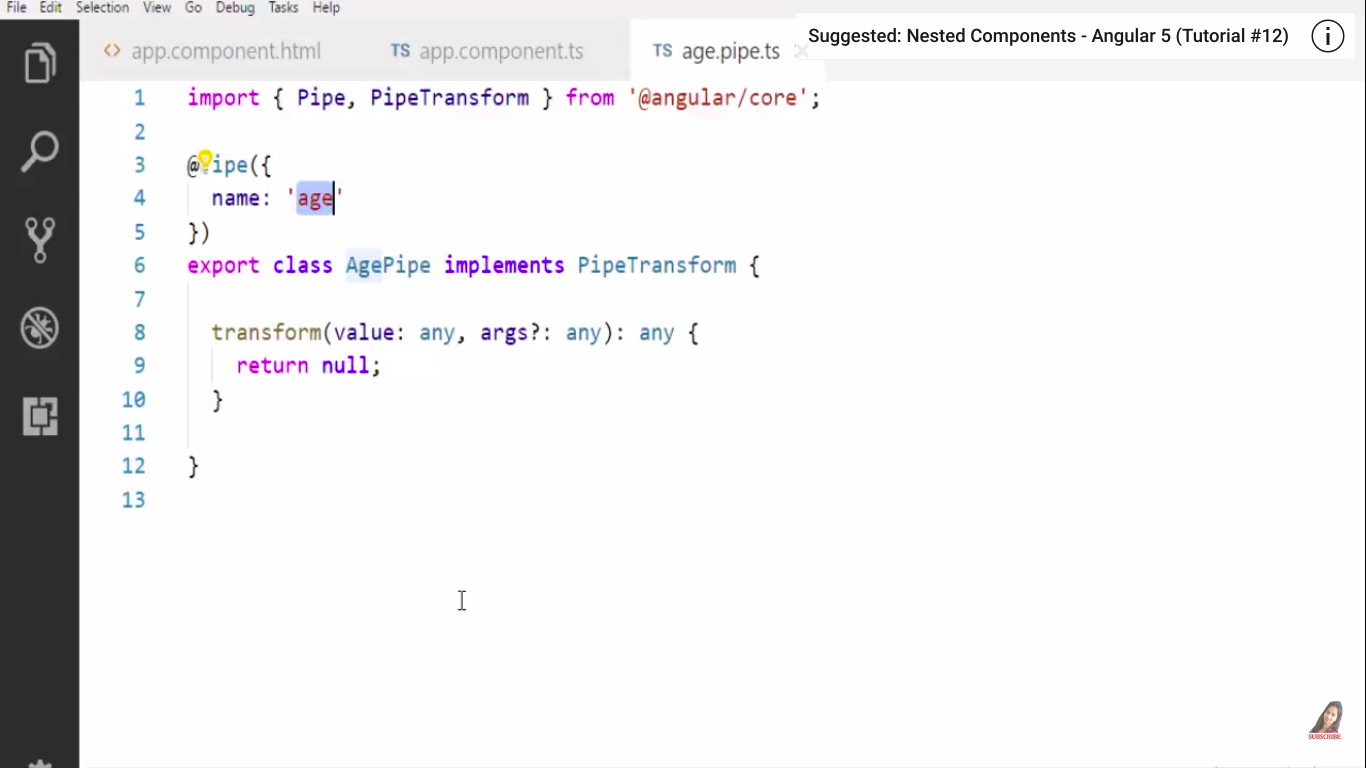 File Edit Selection View Go Debug Tasks Help
<> app.component.html TS app.component.ts TS age.pipe.ts ×
Suggested: Nested Components - Angular 5 (Tutorial #12) i
1 import { Pipe, PipeTransform } from '@angular/core';
2
3 @ ipe({
4 name: 'age'
5 })
6 export class AgePipe implements PipeTransform {
7
8 transform(value: any, args?: any): any {
9 return null;
10 }
11
12 }
13
SUBSCRIBE